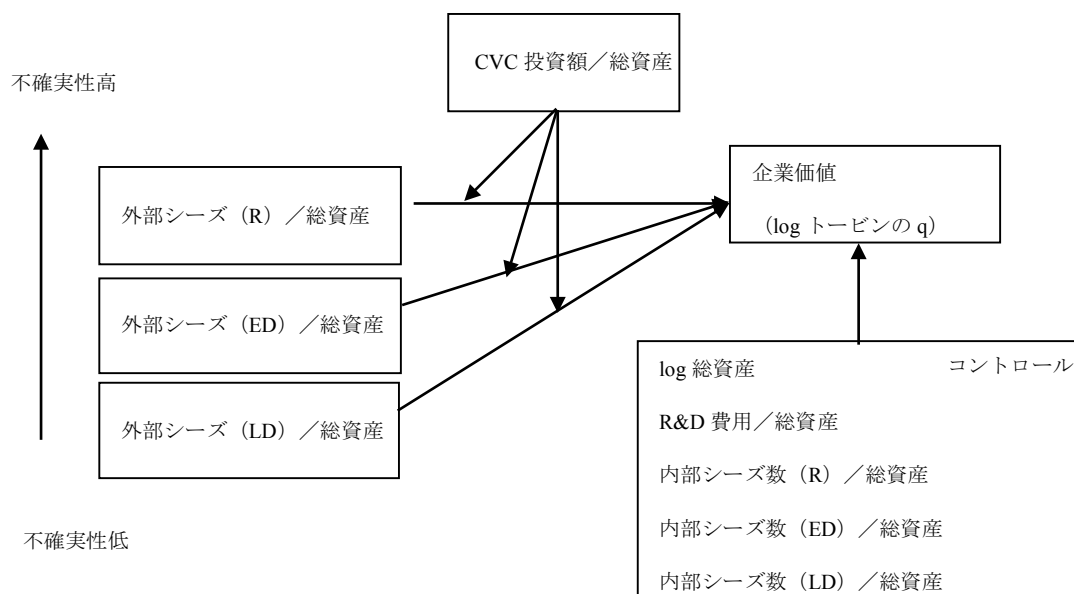 CVC 投資額／総資産
不確実性高
外部シーズ（R）／総資産
企業価値
（log トービンの q）
外部シーズ（ED）／総資産
外部シーズ（LD）／総資産
log 総資産 コントロール
R&D 費用／総資産
内部シーズ数（R）／総資産
内部シーズ数（ED）／総資産
不確実性低
内部シーズ数（LD）／総資産